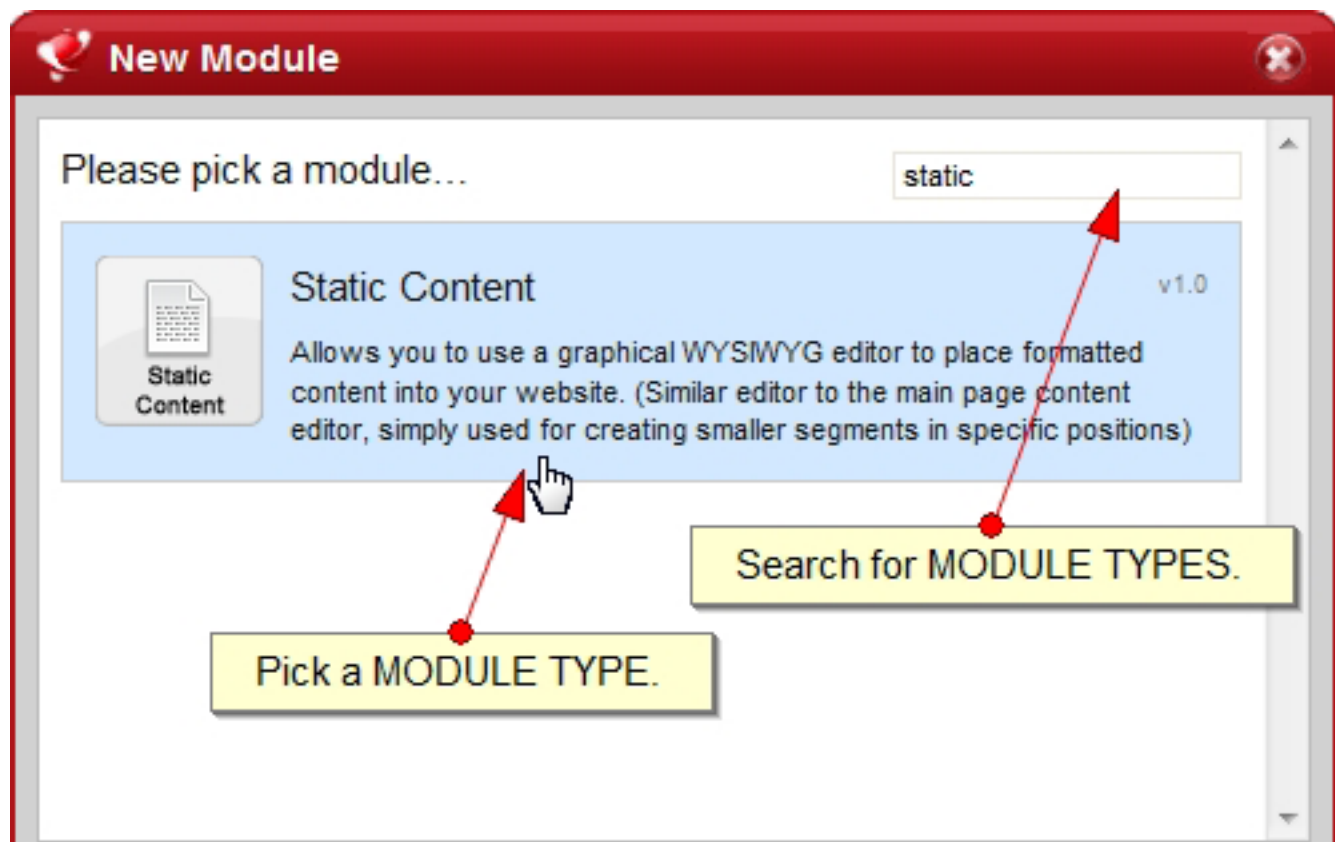 New Module
Please pick a module...
static
Static Content
v1.0
Allows you to use a graphical WYSIWYG editor to place formatted
content into your website. (Similar editor to the main page content
editor, simply used for creating smaller segments in specific positions)
Static
Content
Search for MODULE TYPES.
Pick a MODULE TYPE.